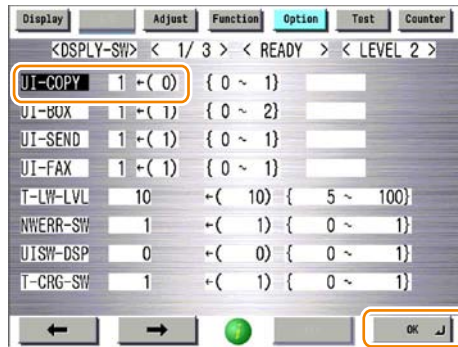 Display Adjust Function Option Test Counter
<DSPLY-SW> < 1/ 3 > < READY > < LEVEL 2 >
UI-COPY 1 ←( 0) { 0 ~ 1}
UI-BOX 1 ←( 1) { 0 ~ 2}
UI-SEND 1 ←( 1) { 0 ~ 1}
UI-FAX 1 ←( 1) { 0 ~ 1}
T-LW-LVL 10 ←( 10) { 5 ~ 100}
NWERR-SW 1 ←( 1) { 0 ~ 1}
UISW-DSP 0 ←( 0) { 0 ~ 1}
T-CRG-SW 1 ←( 1) { 0 ~ 1}
← → i OK ↵